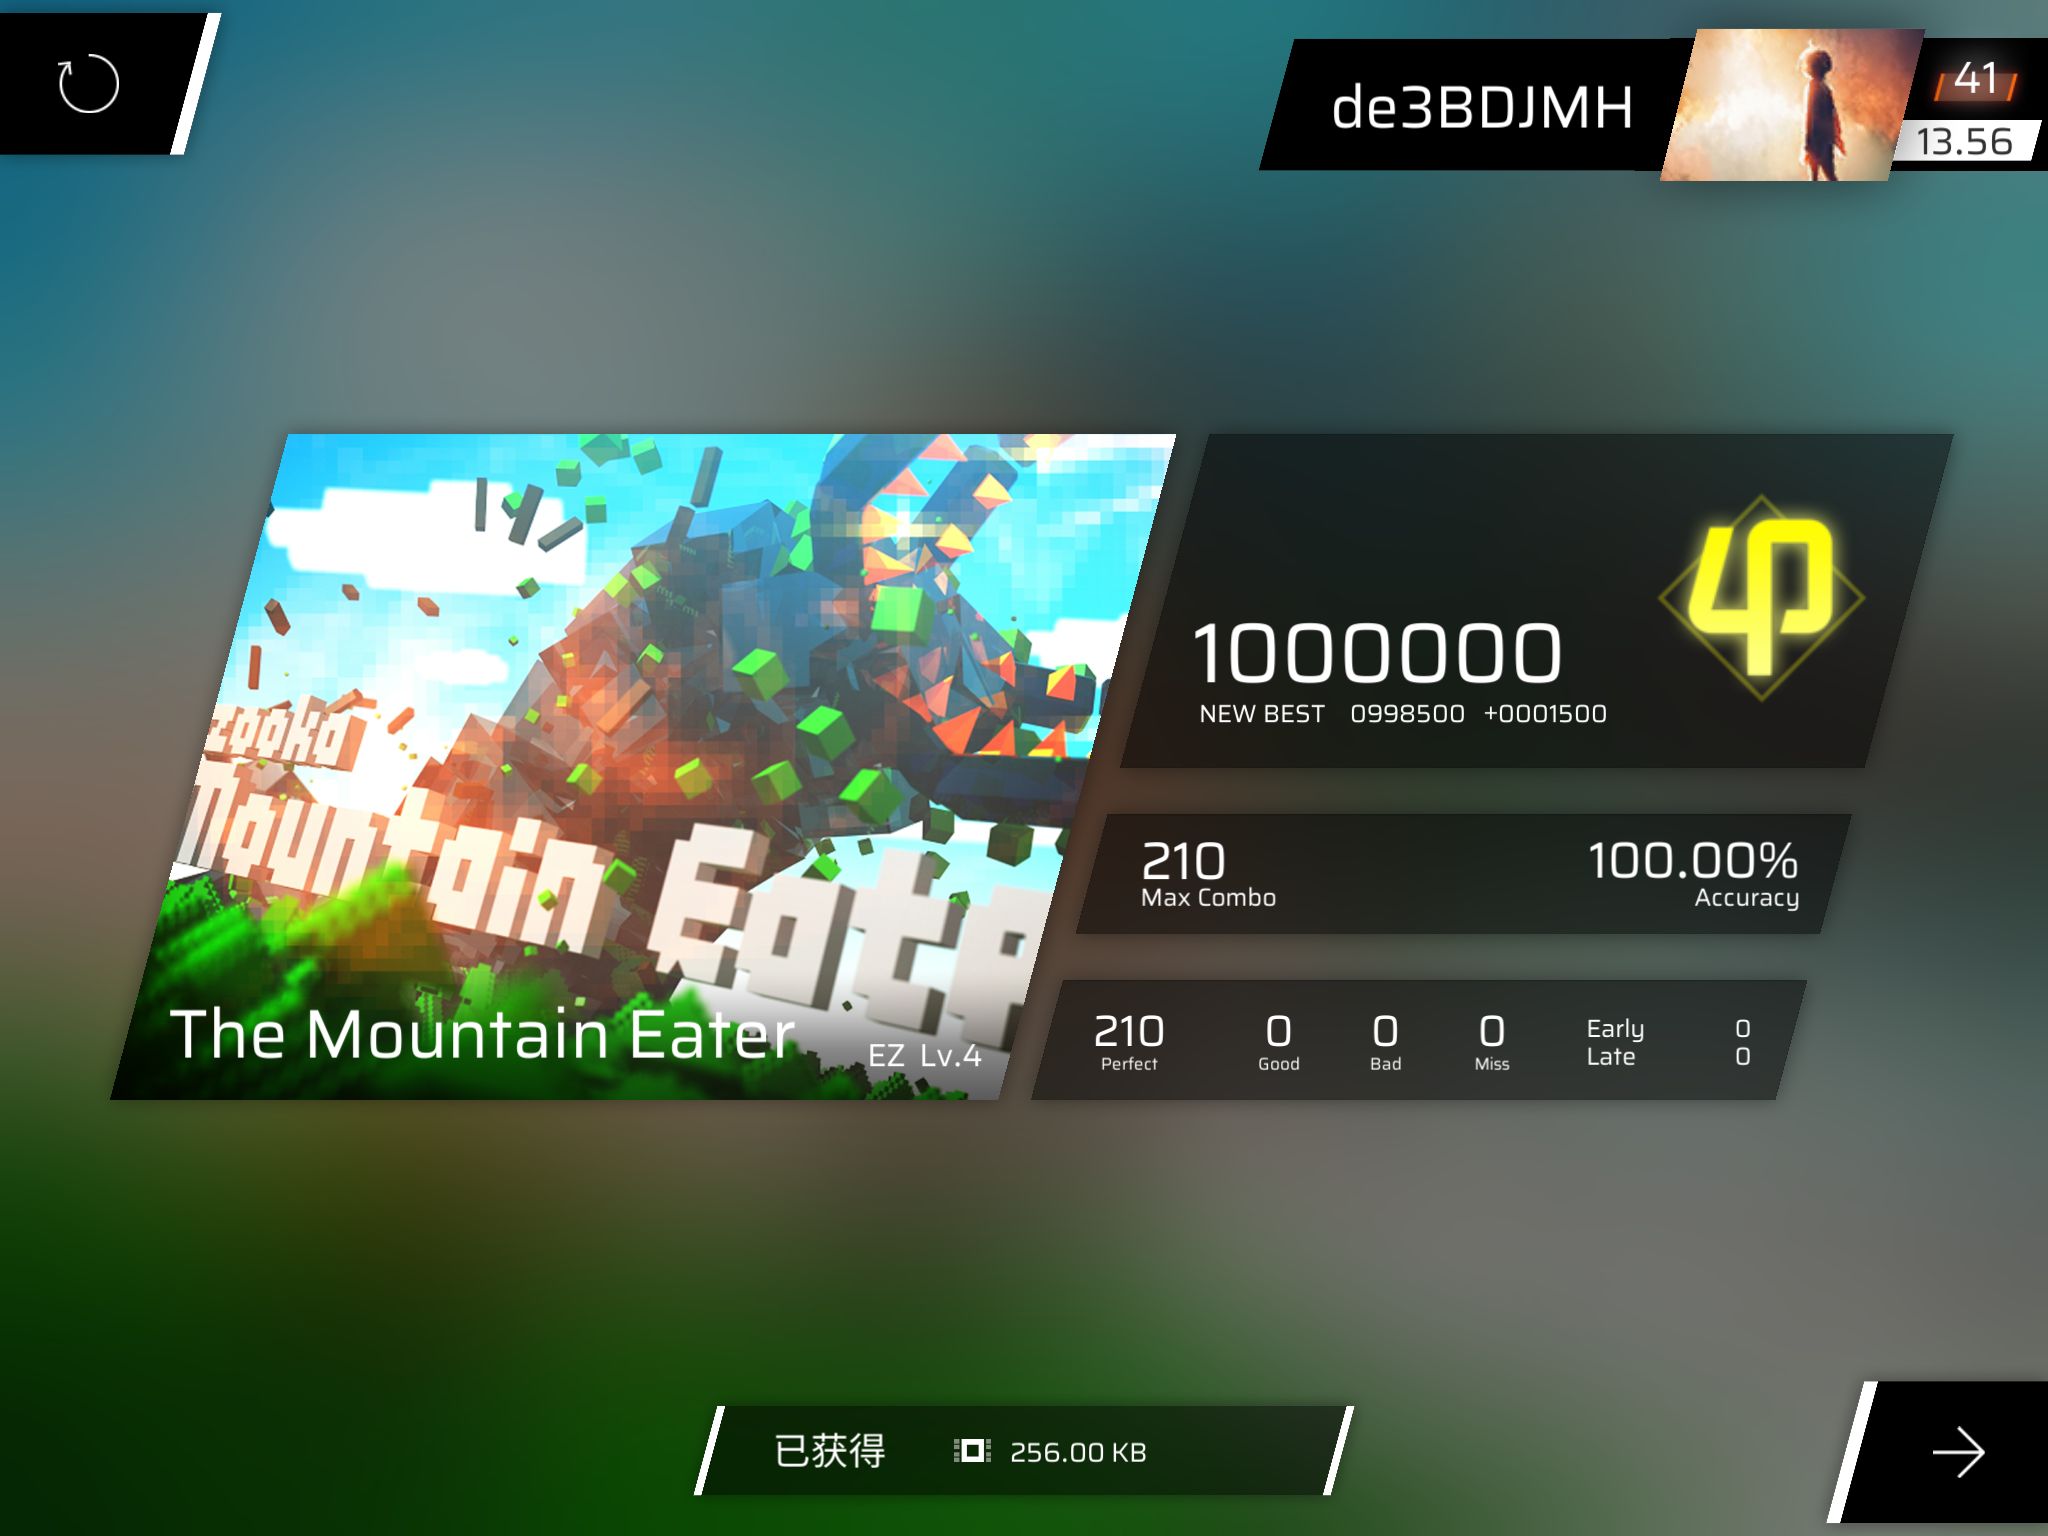 de3BDJMH
41
13.56
zooka
Mountain Eate
The Mountain Eater
EZ Lv.4
1000000
NEW BEST 0998500 +0001500
210
Max Combo
100.00%
Accuracy
210
Perfect
0
Good
0
Bad
0
Miss
Early 0
Late 0
已获得 256.00 KB